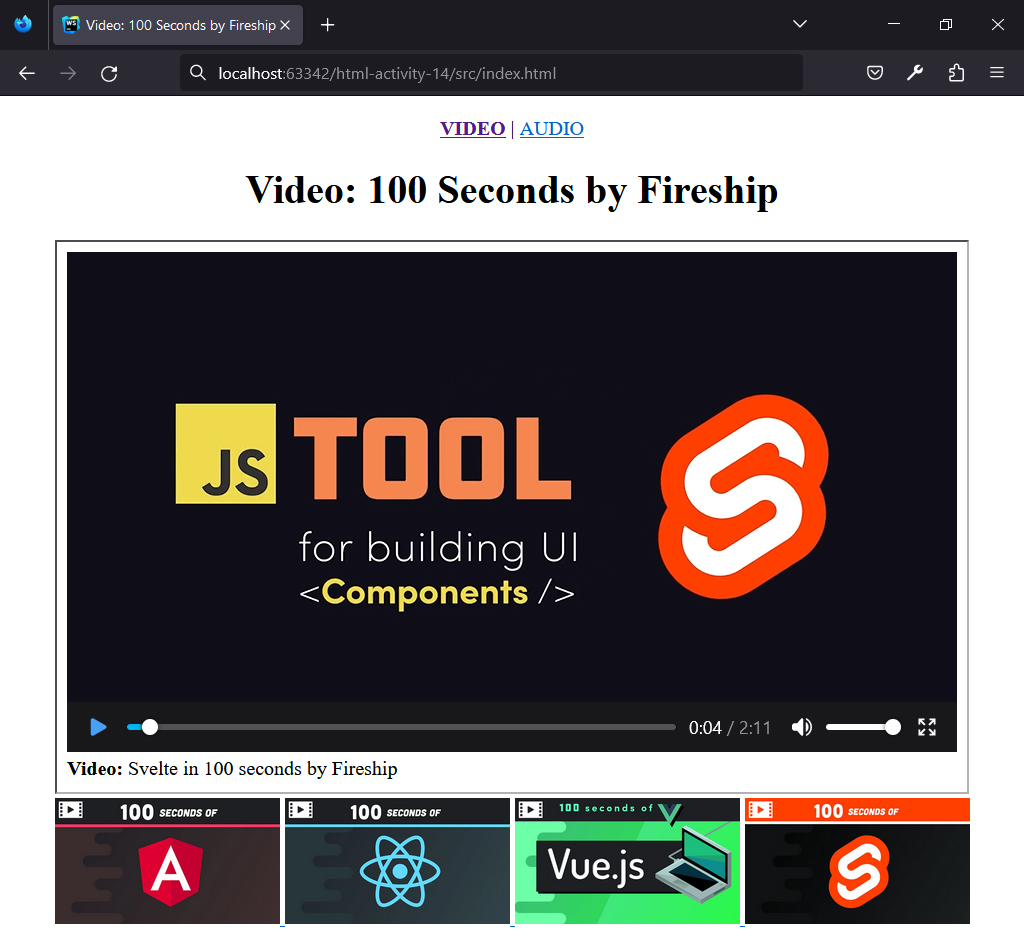 WS
Video: 100 Seconds by Fireship
localhost:63342/html-activity-14/src/index.html
VIDEO | AUDIO
Video: 100 Seconds by Fireship
JS TOOL
for building UI
<Components />
0:04 / 2:11
Video: Svelte in 100 seconds by Fireship
100 SECONDS OF
A
100 SECONDS OF
100 seconds of
Vue.js
100 SECONDS OF